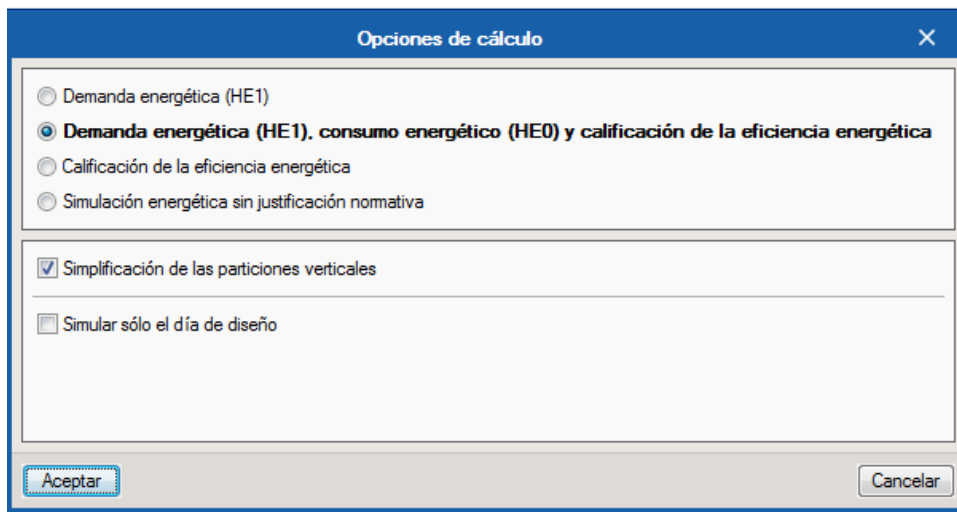 Opciones de cálculo
Demanda energética (HE1)
Demanda energética (HE1), consumo energético (HE0) y calificación de la eficiencia energética
Calificación de la eficiencia energética
Simulación energética sin justificación normativa
Simplificación de las particiones verticales
Simular sólo el día de diseño
Aceptar
Cancelar